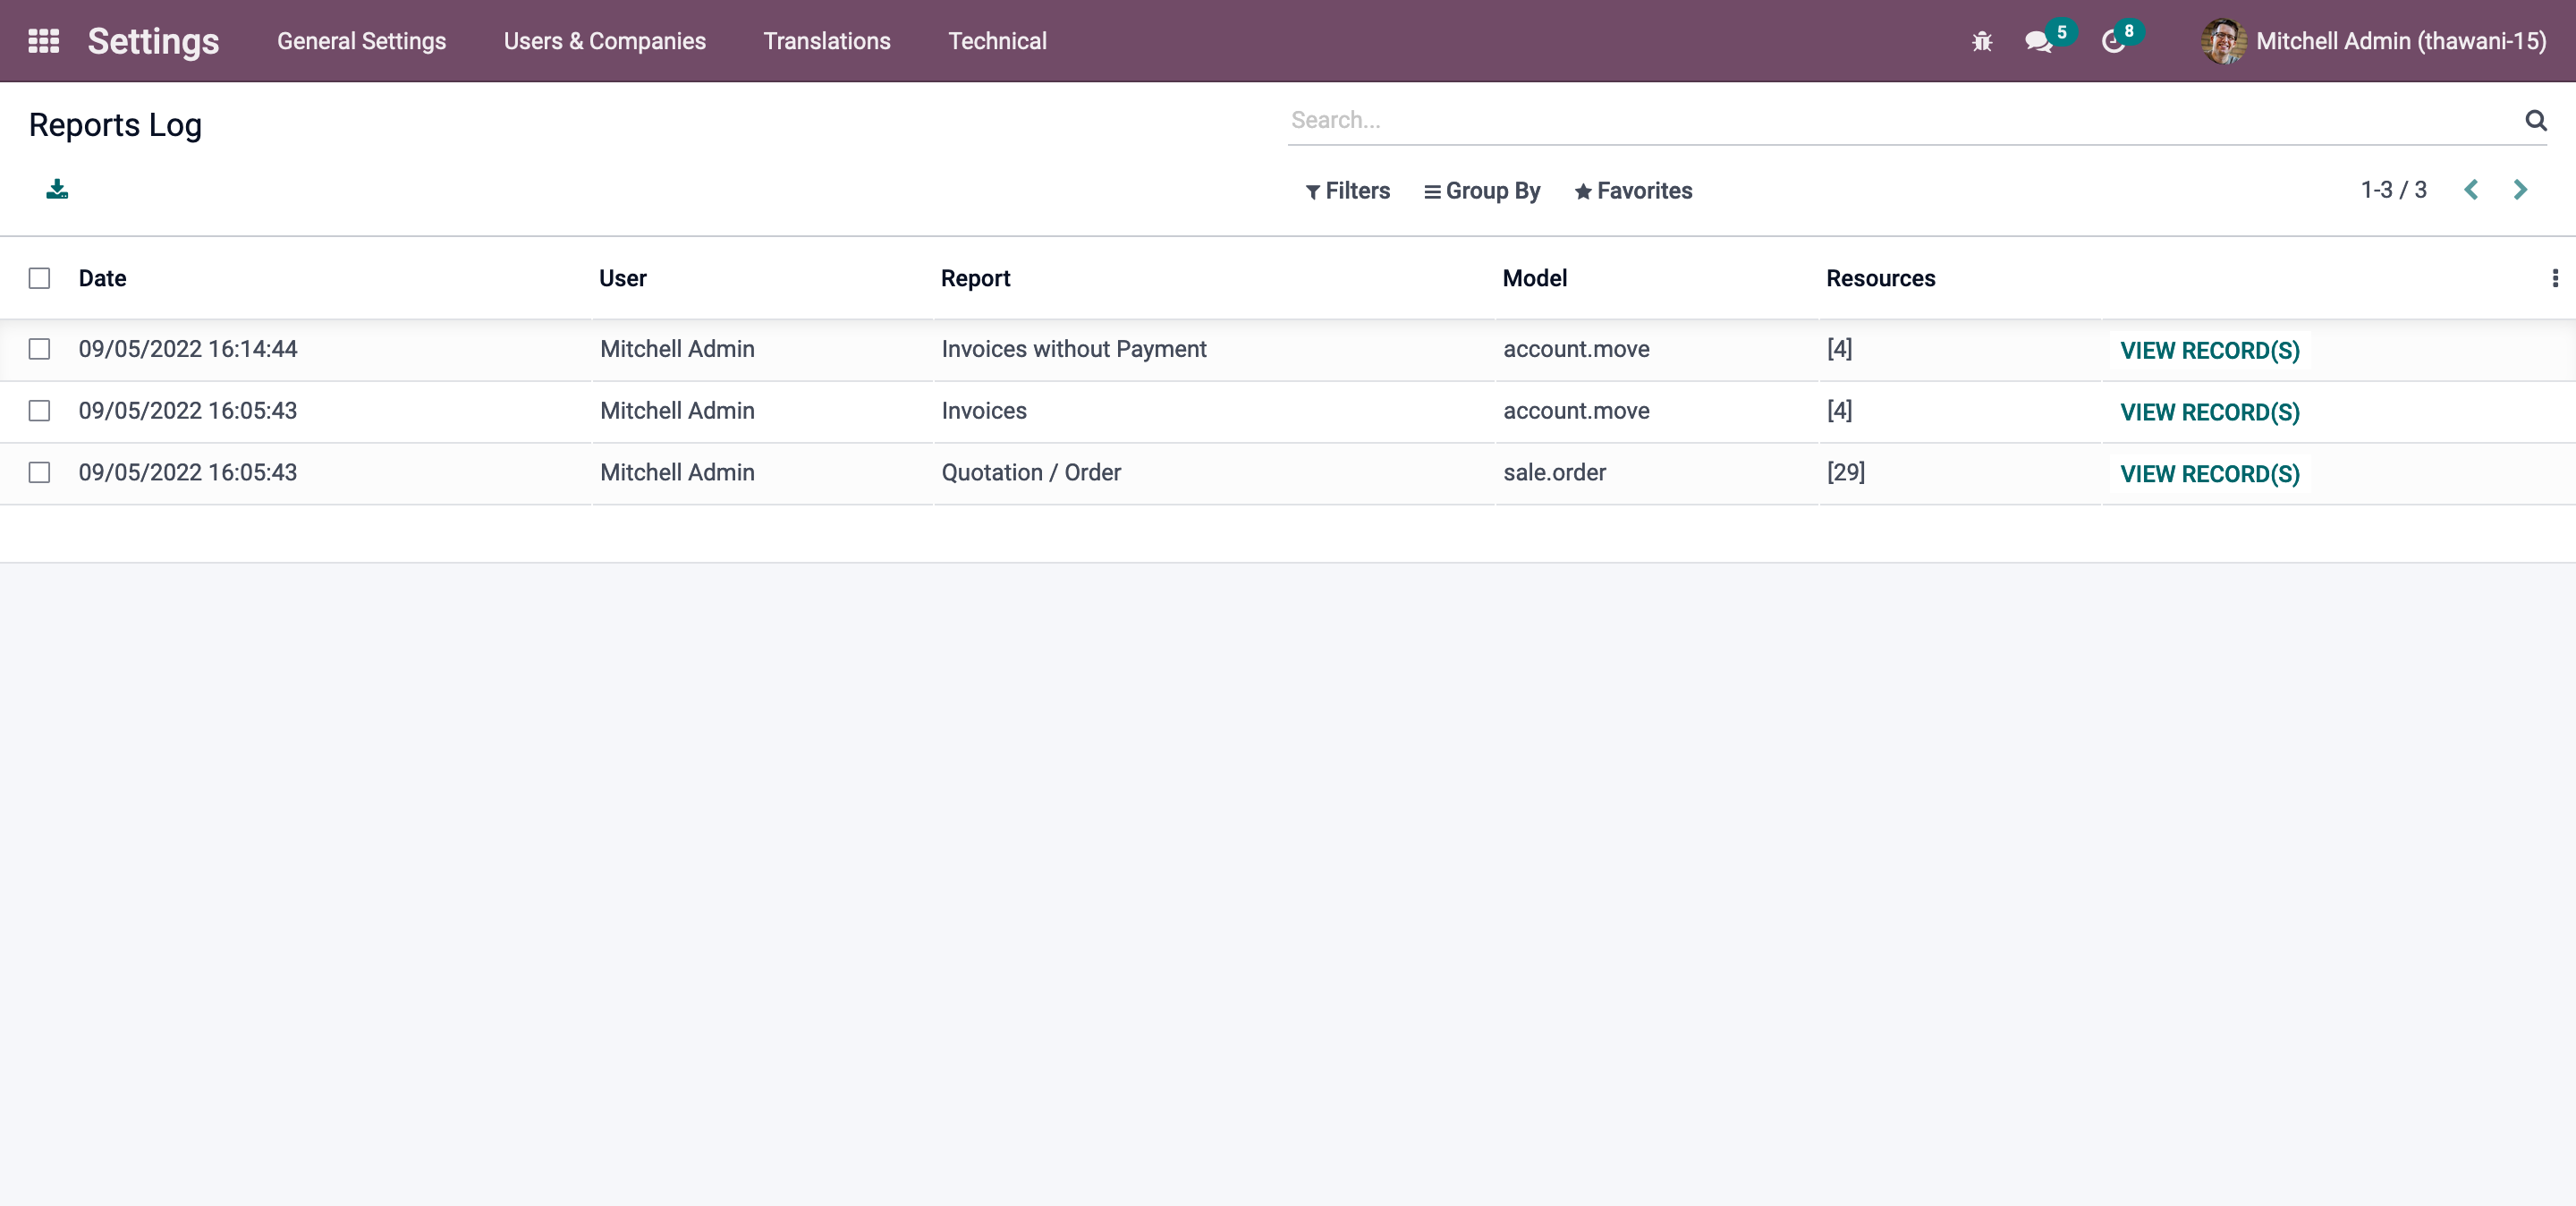 Settings General Settings Users & Companies Translations Technical 5 8 Mitchell Admin (thawani-15)
Reports Log Search...
Filters Group By Favorites 1-3 / 3
Date User Report Model Resources
09/05/2022 16:14:44 Mitchell Admin Invoices without Payment account.move [4] VIEW RECORD(S)
09/05/2022 16:05:43 Mitchell Admin Invoices account.move [4] VIEW RECORD(S)
09/05/2022 16:05:43 Mitchell Admin Quotation / Order sale.order [29] VIEW RECORD(S)